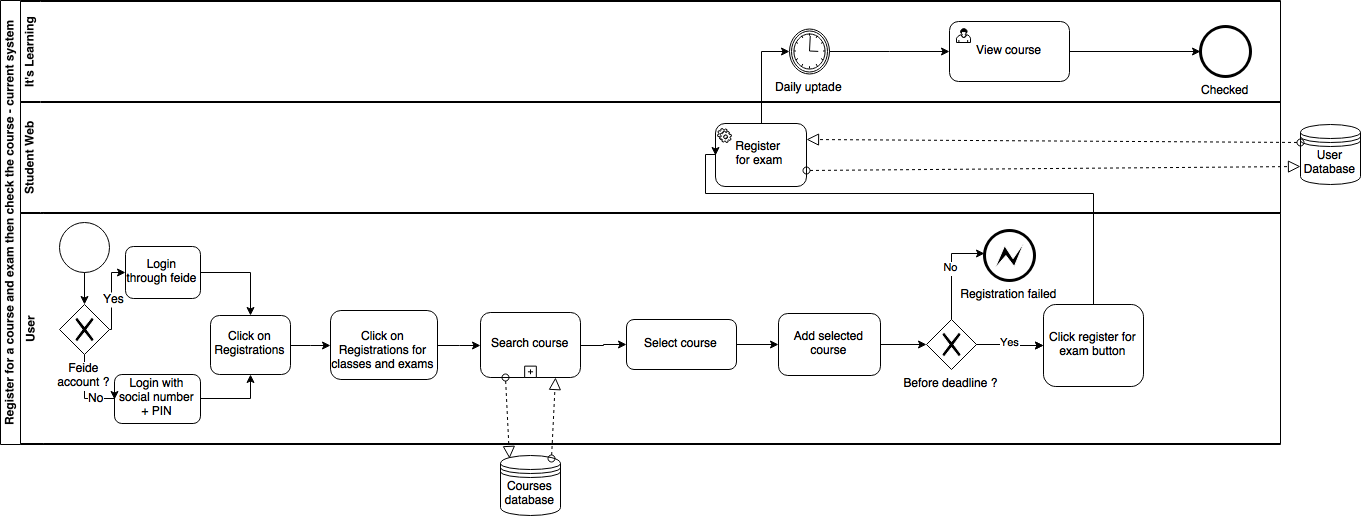 Register for a course and exam then check the course - current system
It's Learning
Daily uptade
View course
Checked
Student Web
Register
for exam
User
Database
User
Login
through feide
Yes
Feide
account ?
No
Login with
social number
+ PIN
Click on
Registrations
Click on
Registrations for
classes and exams
Search course
Select course
Add selected
course
Before deadline ?
No
Registration failed
Yes
Click register for
exam button
Courses
database